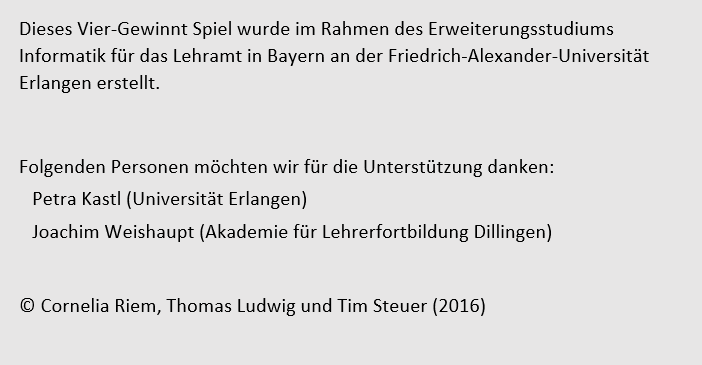 Dieses Vier-Gewinnt Spiel wurde im Rahmen des Erweiterungsstudiums
Informatik für das Lehramt in Bayern an der Friedrich-Alexander-Universität
Erlangen erstellt.
Folgenden Personen möchten wir für die Unterstützung danken:
Petra Kastl (Universität Erlangen)
Joachim Weishaupt (Akademie für Lehrerfortbildung Dillingen)
© Cornelia Riem, Thomas Ludwig und Tim Steuer (2016)